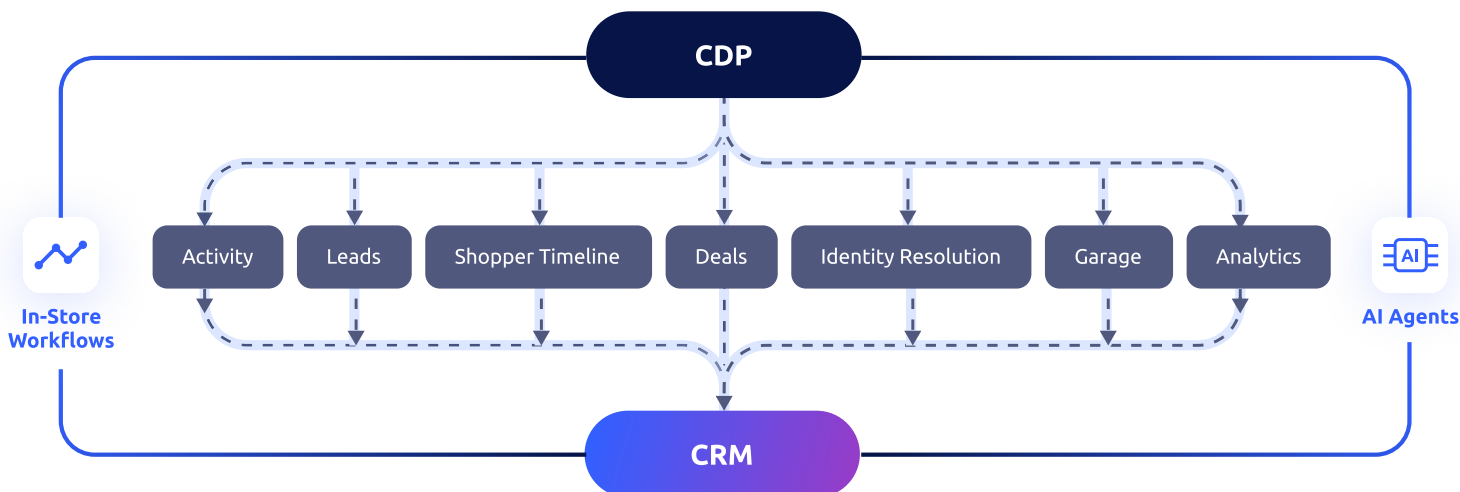 CDP
Activity
Leads
Shopper Timeline
Deals
Identity Resolution
Garage
Analytics
In-Store
Workflows
AI
AI Agents
CRM